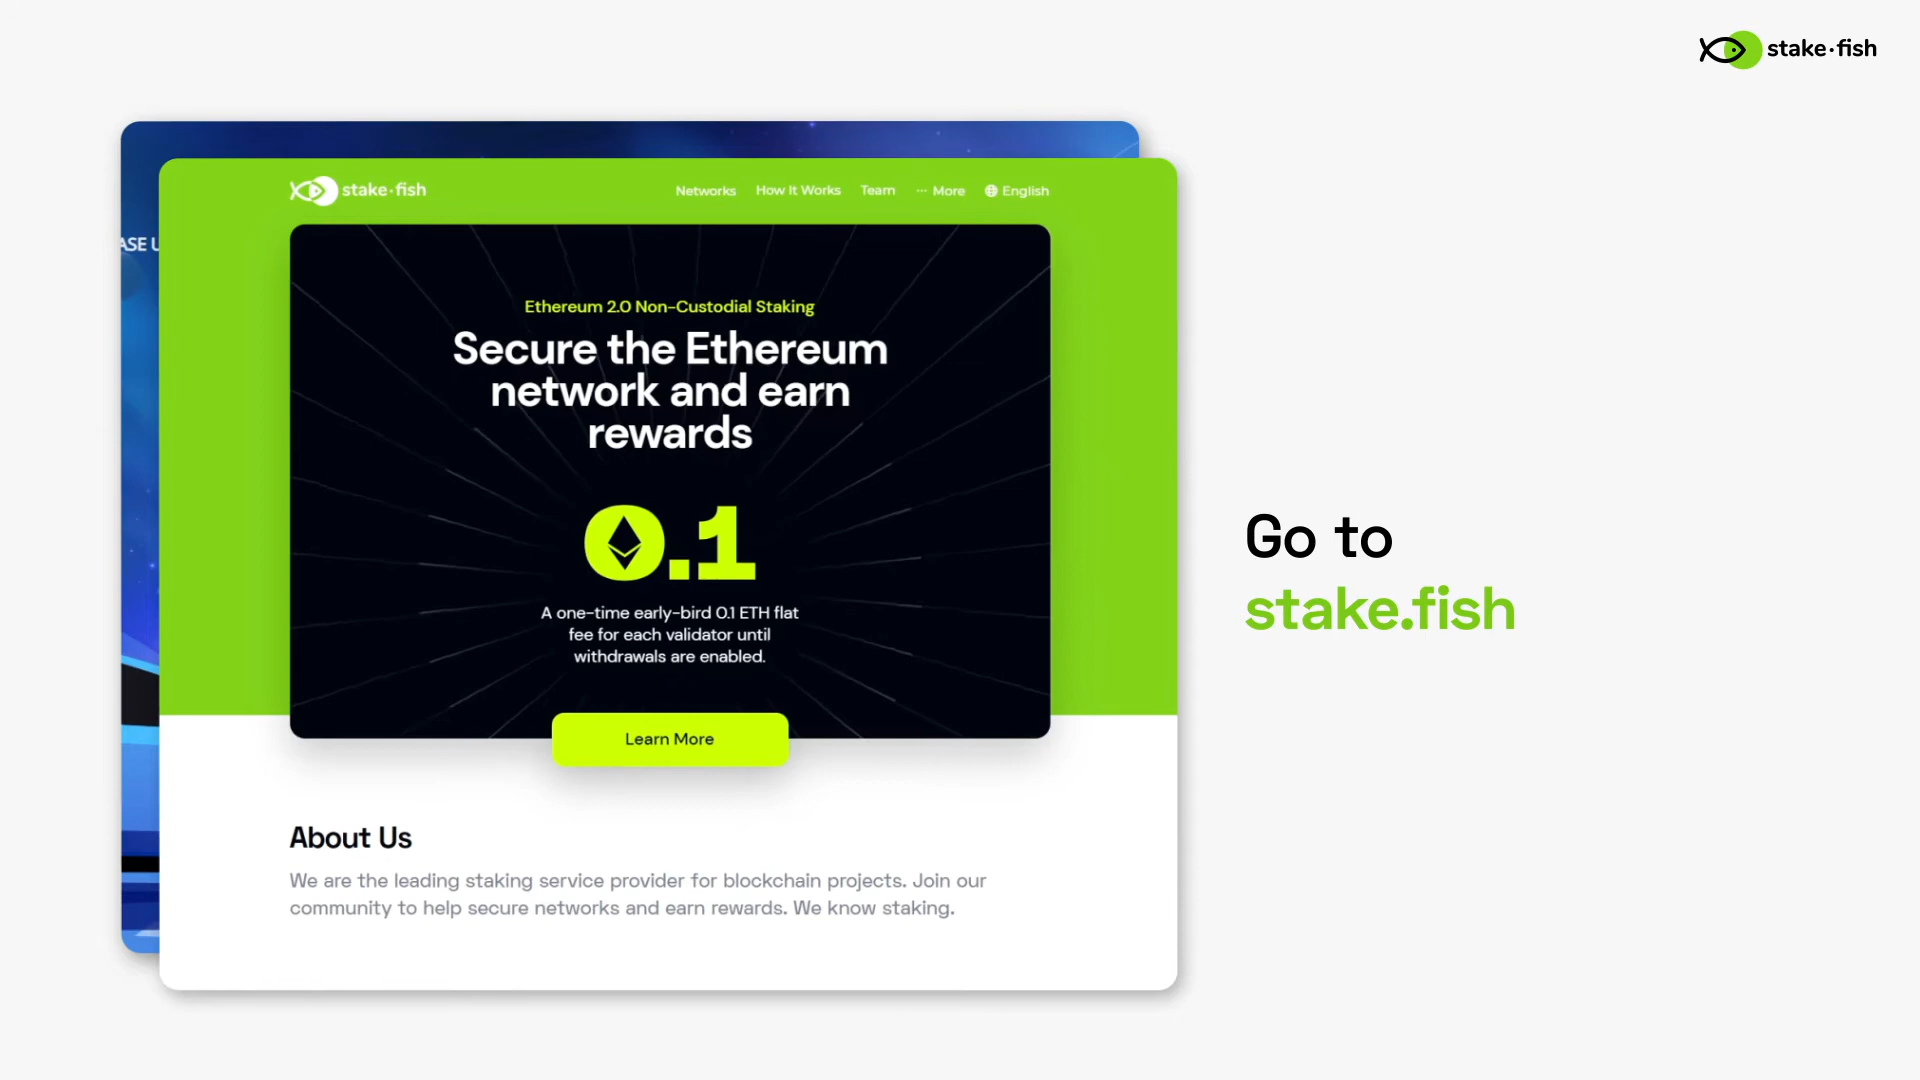 stake·fish
ASE U
stake·fish
Networks How It Works Team ··· More English
Ethereum 2.0 Non-Custodial Staking
Secure the Ethereum
network and earn
rewards
0.1
A one-time early-bird 0.1 ETH flat
fee for each validator until
withdrawals are enabled.
Learn More
About Us
We are the leading staking service provider for blockchain projects. Join our
community to help secure networks and earn rewards. We know staking.
Go to
stake.fish